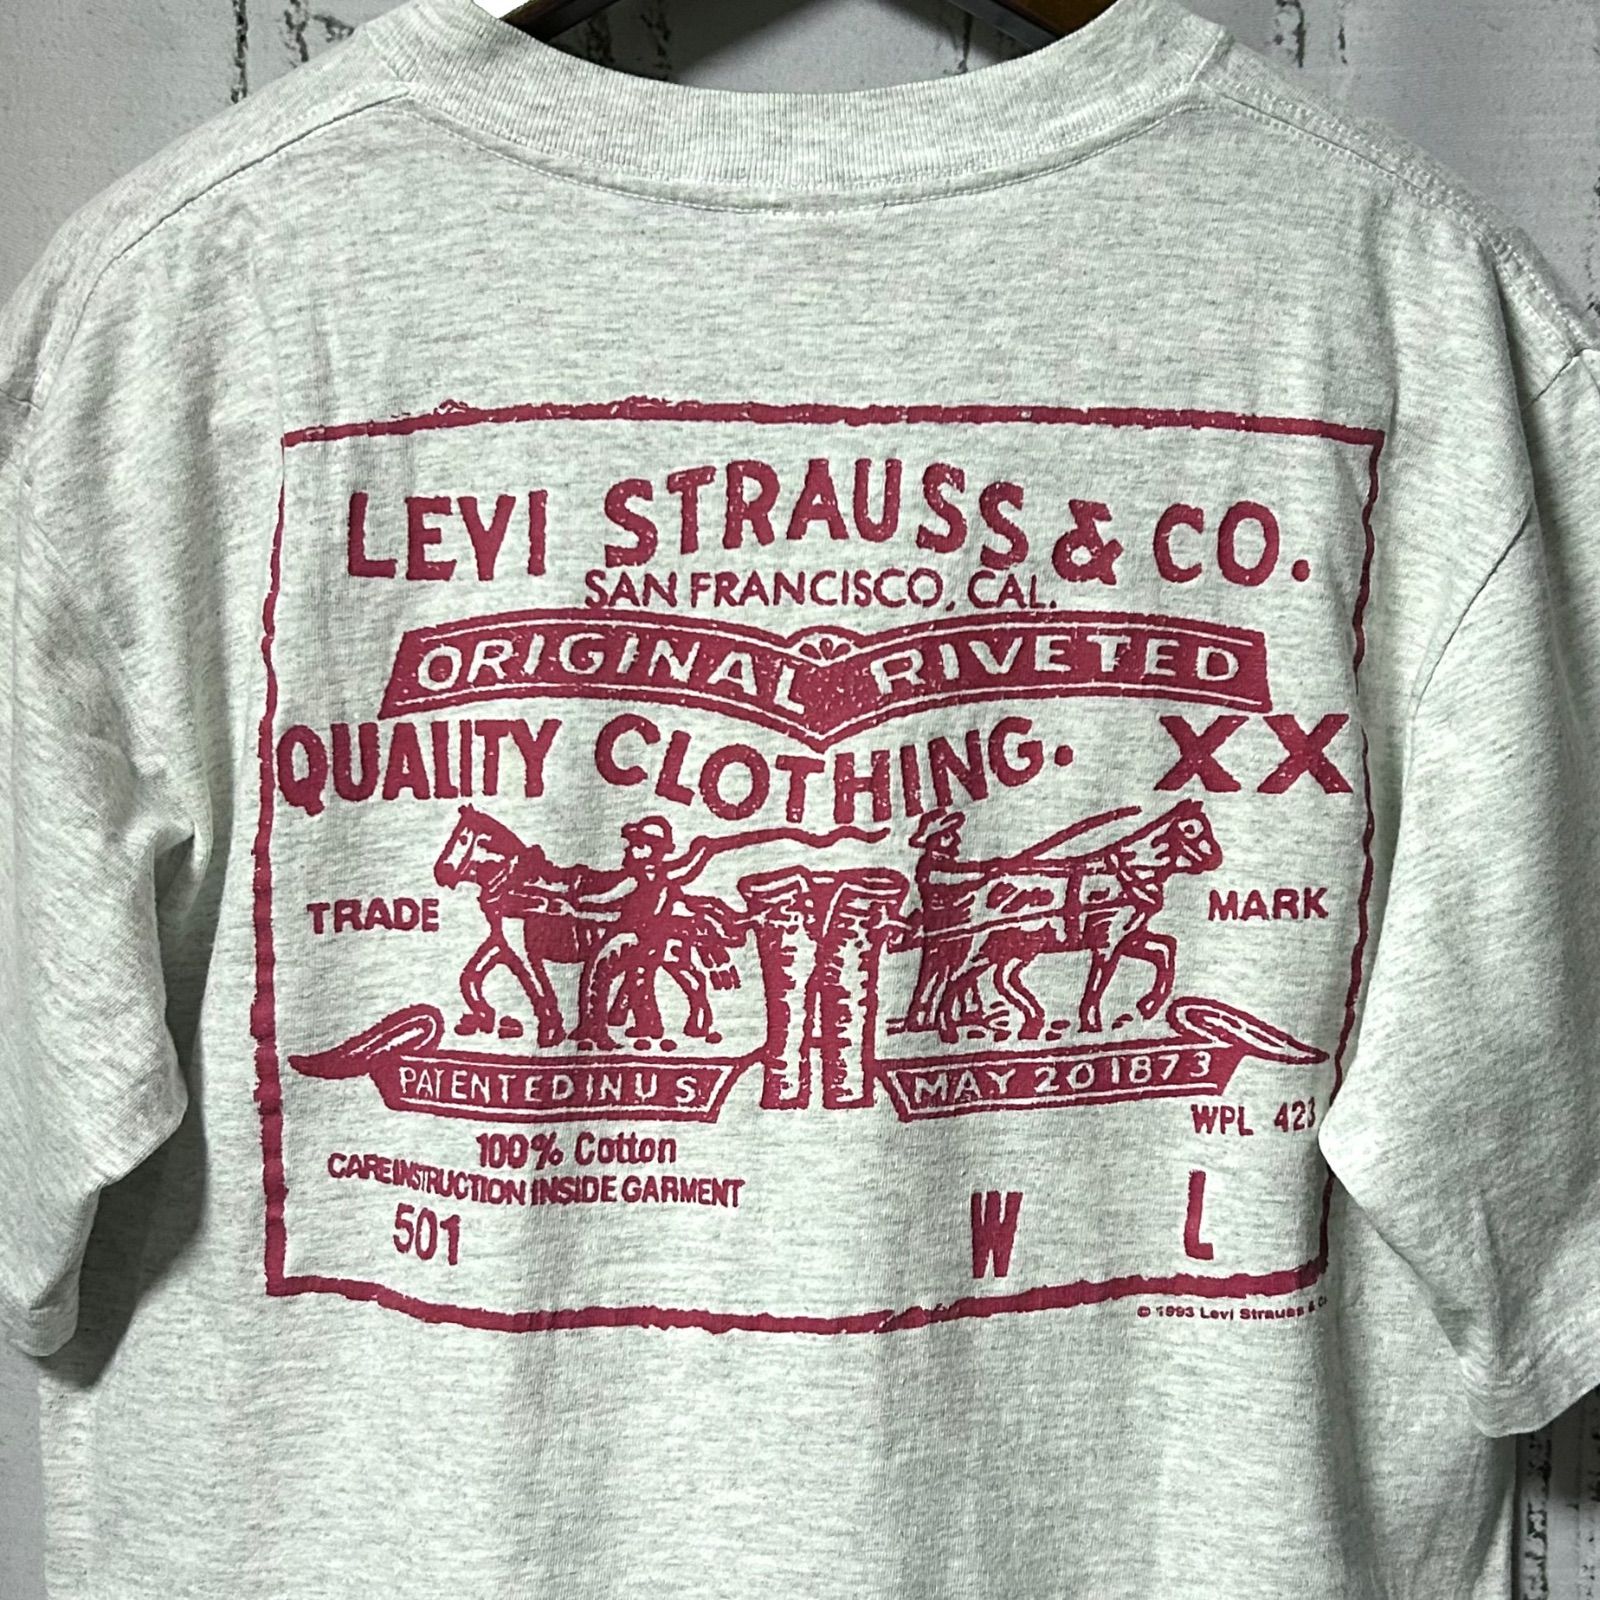 LEVI STRAUSS & CO.
SAN FRANCISCO, CAL.
ORIGINAL RIVETED
QUALITY CLOTHING. XX
TRADE MARK
PATENTED IN U S
MAY 20 1873
WPL 423
100% Cotton
CARE INSTRUCTION INSIDE GARMENT
501 W L
© 1993 Levi Strauss & Co